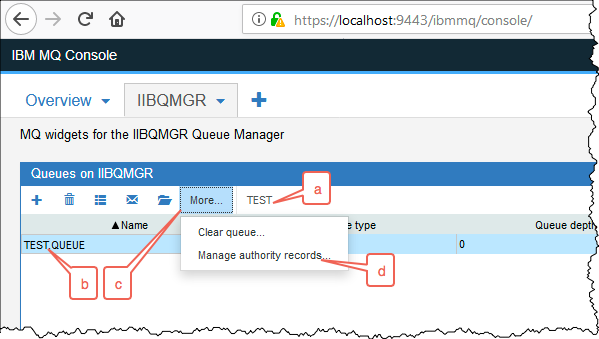 https://localhost:9443/ibmmq/console/
IBM MQ Console
Overview IIBQMGR
MQ widgets for the IIBQMGR Queue Manager
Queues on IIBQMGR
More... TEST a
▲Name e type Queue depth
Clear queue...
TEST.QUEUE 0
Manage authority records...
b c d